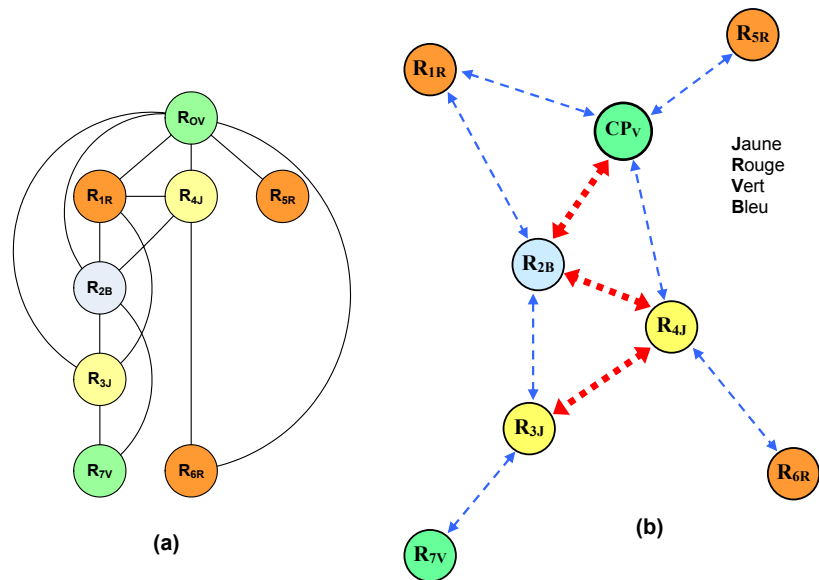 R0V
R1R
R4J
R5R
R2B
R3J
R7V
R6R
(a)
R1R
R5R
CPV
R2B
R4J
R3J
R6R
R7V
Jaune
Rouge
Vert
Bleu
(b)